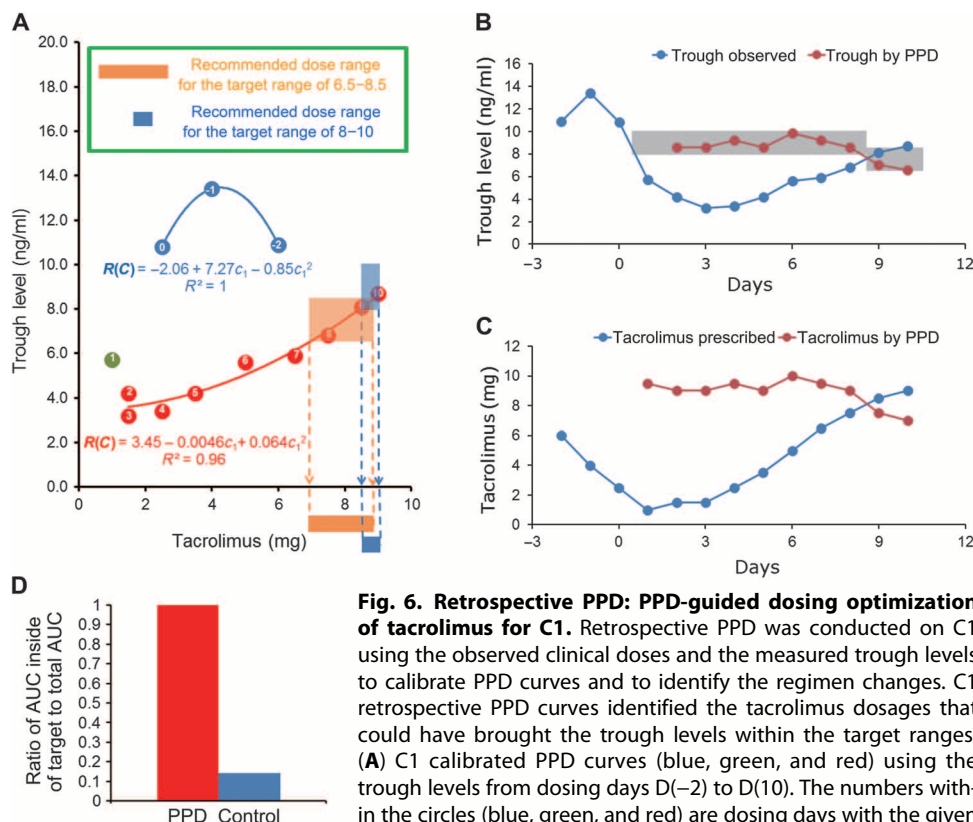 A
20.0
18.0
16.0
14.0
12.0
10.0
8.0
6.0
4.0
2.0
0.0
Trough level (ng/ml)
Recommended dose range
for the target range of 6.5–8.5
Recommended dose range
for the target range of 8–10
-1
0
-2
R(C) = −2.06 + 7.27c₁ − 0.85c₁²
R² = 1
1
2
3
4
5
6
7
8
10
R(C) = 3.45 − 0.0046c₁ + 0.064c₁²
R² = 0.96
0 2 4 6 8 10
Tacrolimus (mg)
B
Trough observed Trough by PPD
16
14
12
10
8
6
4
2
0
Trough level (ng/ml)
−3 0 3 6 9 12
Days
C
Tacrolimus prescribed Tacrolimus by PPD
12
10
8
6
4
2
0
Tacrolimus (mg)
−3 0 3 6 9 12
Days
D
1
0.9
0.8
0.7
0.6
0.5
0.4
0.3
0.2
0.1
0
Ratio of AUC inside
of target to total AUC
PPD Control
Fig. 6. Retrospective PPD: PPD-guided dosing optimization
of tacrolimus for C1. Retrospective PPD was conducted on C1
using the observed clinical doses and the measured trough levels
to calibrate PPD curves and to identify the regimen changes. C1
retrospective PPD curves identified the tacrolimus dosages that
could have brought the trough levels within the target ranges
(A) C1 calibrated PPD curves (blue, green, and red) using the
trough levels from dosing days D(−2) to D(10). The numbers with-
in the circles (blue, green, and red) are dosing days with the given